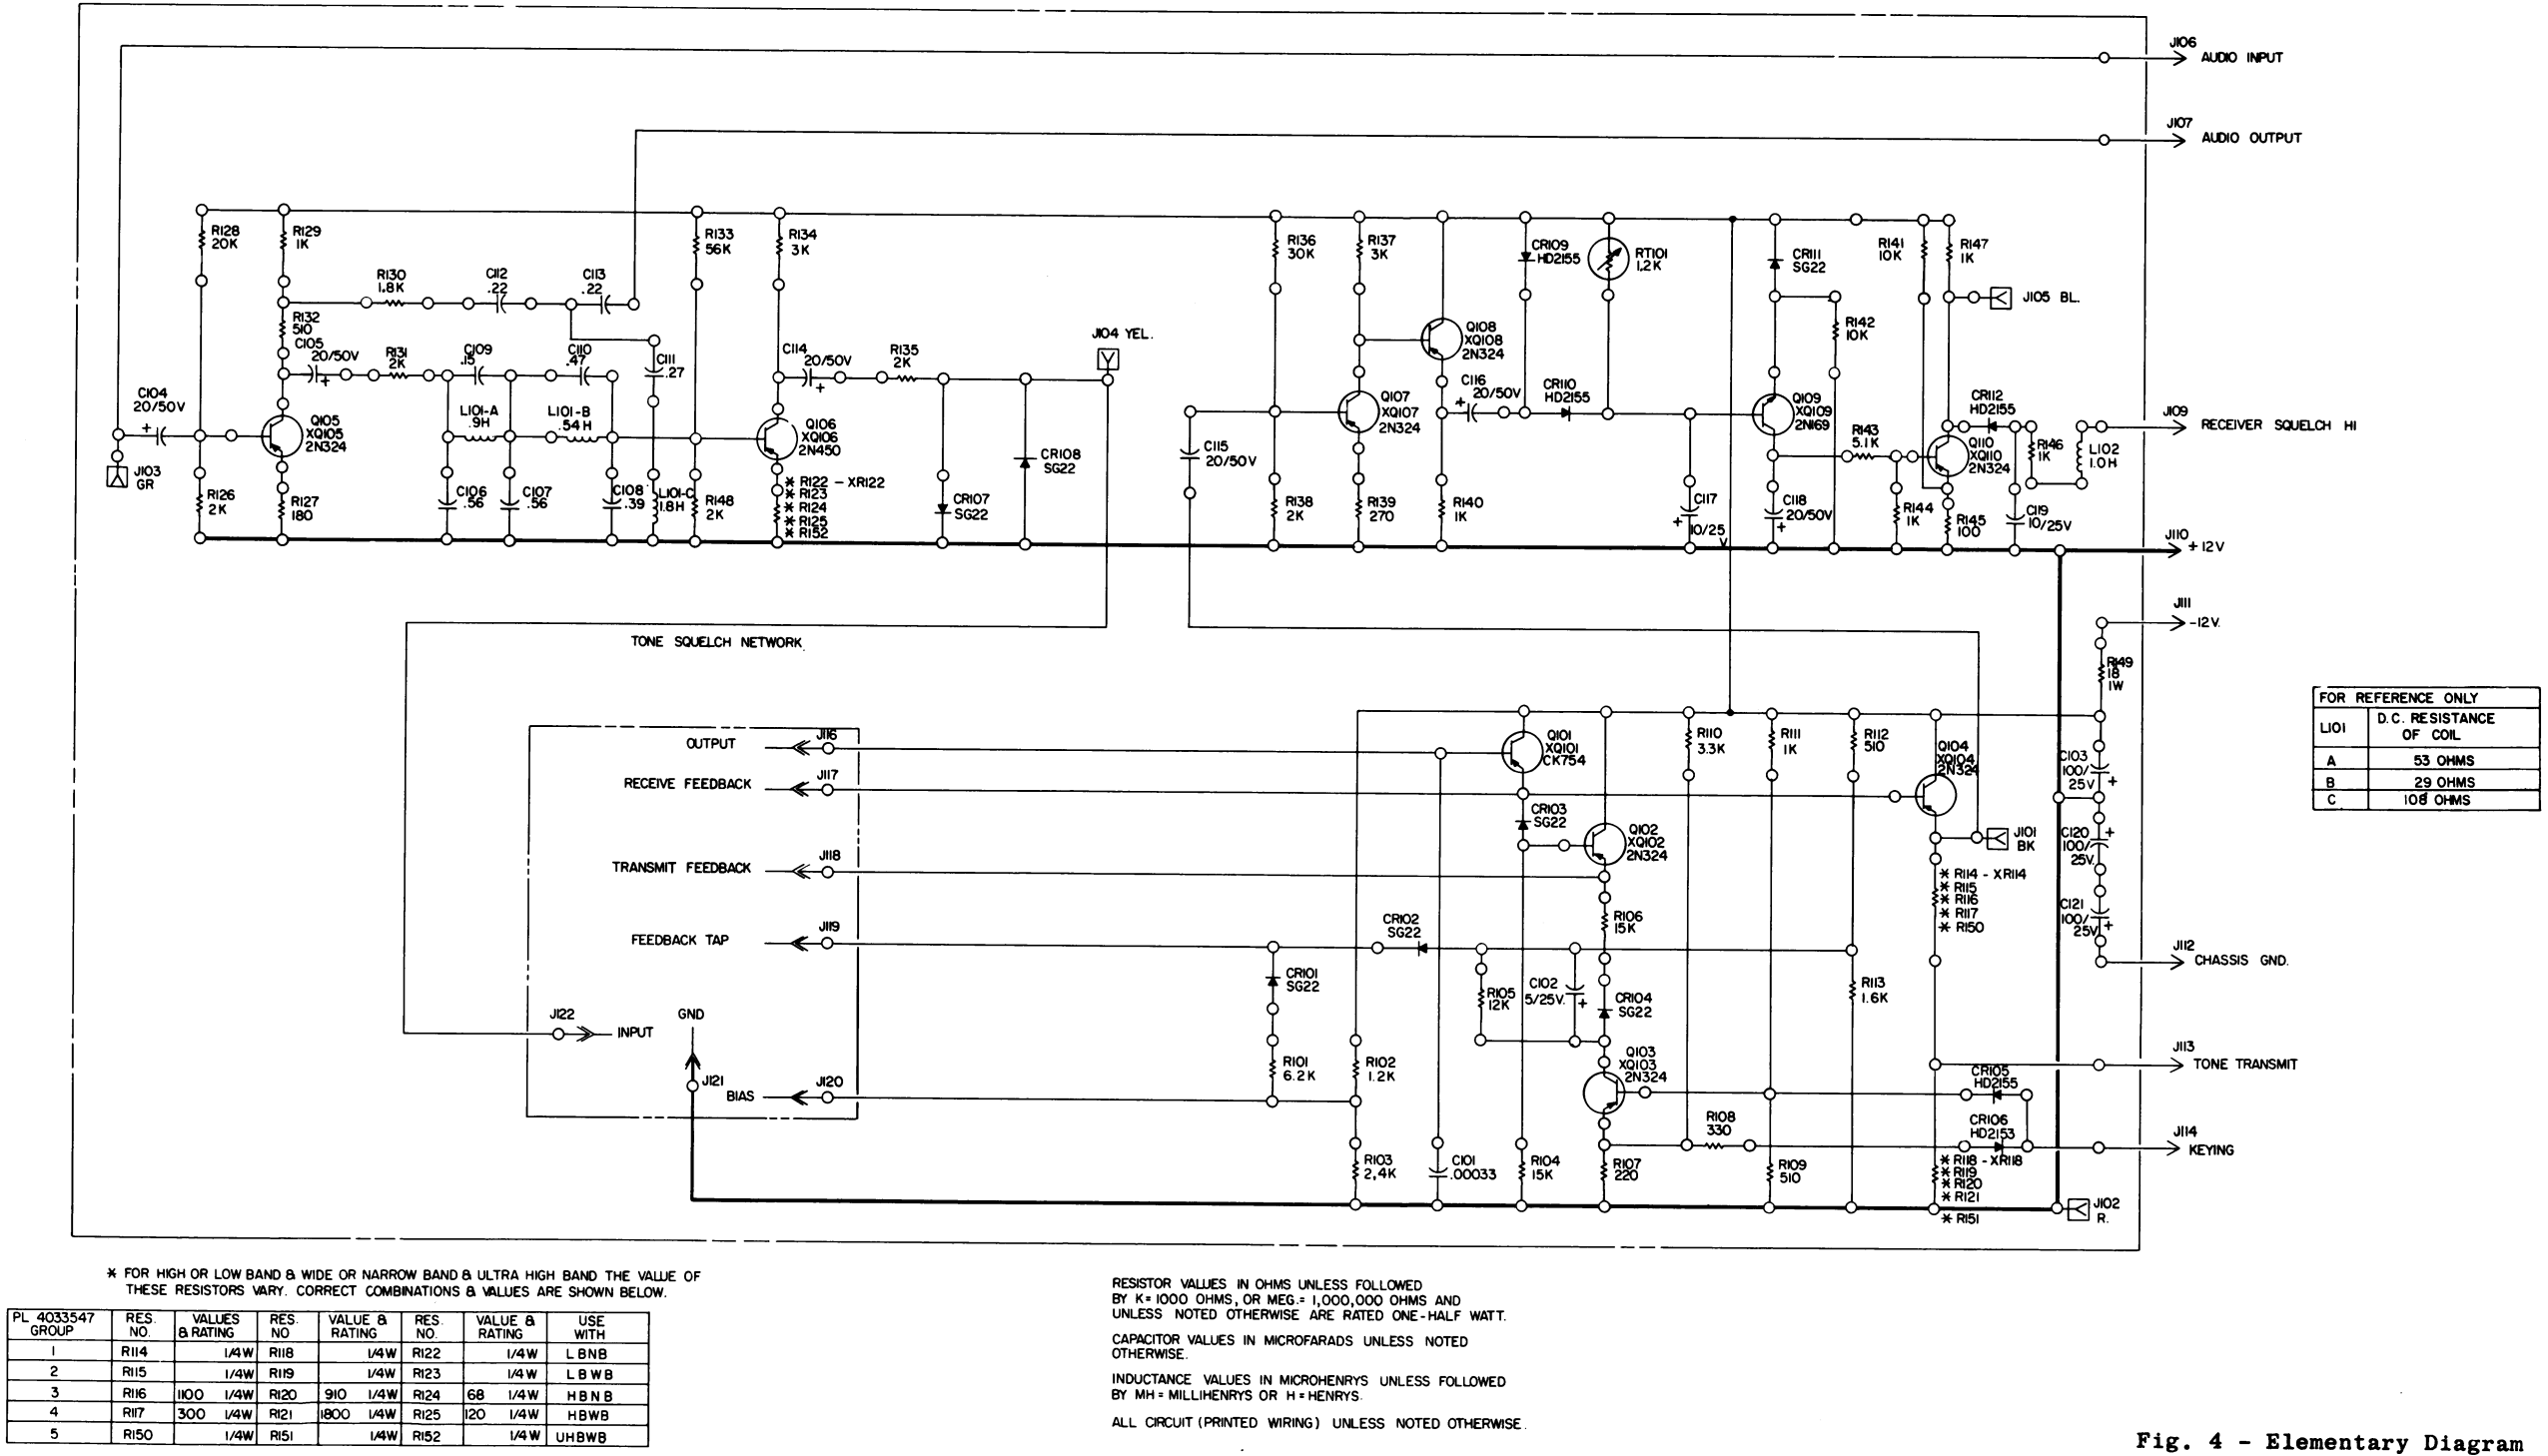 J106
AUDIO INPUT
J107
AUDIO OUTPUT
R128
20K
R129
1K
R130
1.8K
C112
.22
C113
.22
R133
56K
R134
3K
R136
30K
R137
3K
CR109
HD2155
RT101
1.2K
CR111
SG22
R141
10K
R147
1K
J105 BL.
R132
510
C105
20/50V
R131
2K
C109
.15
C110
.47
C111
.27
C114
20/50V
R135
2K
J104 YEL.
Q108
XQ108
2N324
R142
10K
C104
20/50V
Q105
XQ105
2N324
L101-A
.9H
L101-B
.54H
Q106
XQ106
2N450
Q107
XQ107
2N324
C116
20/50V
CR110
HD2155
Q109
XQ109
2N169
CR112
HD2155
J109
RECEIVER SQUELCH HI
R143
5.1K
Q110
XQ110
2N324
R146
1K
L102
1.0H
J103
GR
CR108
SG22
C115
20/50V
R126
2K
R127
180
C106
.56
C107
.56
C108
.39
L101-C
1.8H
R148
2K
* R122 - XR122
* R123
* R124
* R125
* R152
CR107
SG22
R138
2K
R139
270
R140
1K
C117
10/25
V
C118
20/50V
R144
1K
R145
100
C119
10/25V
J110
+12V
J111
-12V.
TONE SQUELCH NETWORK
R149
18
1W
OUTPUT
J116
Q101
XQ101
CK754
R110
3.3K
R111
1K
R112
510
Q104
XQ104
2N324
C103
100/
25V
RECEIVE FEEDBACK
J117
CR103
SG22
Q102
XQ102
2N324
J101
BK
C120
100/
25V.
TRANSMIT FEEDBACK
J118
* R114 - XR114
* R115
* R116
* R117
* R150
C121
100/
25V
FEEDBACK TAP
J119
CR102
SG22
R106
15K
J112
CHASSIS GND.
CR101
SG22
R105
12K
C102
5/25V.
CR104
SG22
R113
1.6K
J122
INPUT
GND
J121
BIAS
J120
R101
6.2K
R102
1.2K
Q103
XQ103
2N324
J113
TONE TRANSMIT
CR105
HD2155
CR106
HD2153
R108
330
J114
KEYING
R103
2.4K
C101
.00033
R104
15K
R107
220
R109
510
* R118 - XR118
* R119
* R120
* R121
* R151
J102
R.
FOR REFERENCE ONLY
L101 D.C. RESISTANCE
OF COIL
A 53 OHMS
B 29 OHMS
C 108 OHMS
* FOR HIGH OR LOW BAND & WIDE OR NARROW BAND & ULTRA HIGH BAND THE VALUE OF
THESE RESISTORS VARY. CORRECT COMBINATIONS & VALUES ARE SHOWN BELOW.
PL 4033547 GROUP RES. NO. VALUES & RATING RES. NO VALUE & RATING RES. NO. VALUE & RATING USE WITH
1 R114 1/4W R118 1/4W R122 1/4W LBNB
2 R115 1/4W R119 1/4W R123 1/4W LBWB
3 R116 1100 1/4W R120 910 1/4W R124 68 1/4W HBNB
4 R117 300 1/4W R121 1800 1/4W R125 120 1/4W HBWB
5 R150 1/4W R151 1/4W R152 1/4W UHBWB
RESISTOR VALUES IN OHMS UNLESS FOLLOWED
BY K= 1000 OHMS, OR MEG.= 1,000,000 OHMS AND
UNLESS NOTED OTHERWISE ARE RATED ONE-HALF WATT.
CAPACITOR VALUES IN MICROFARADS UNLESS NOTED
OTHERWISE.
INDUCTANCE VALUES IN MICROHENRYS UNLESS FOLLOWED
BY MH = MILLIHENRYS OR H = HENRYS.
ALL CIRCUIT (PRINTED WIRING) UNLESS NOTED OTHERWISE.
Fig. 4 - Elementary Diagram